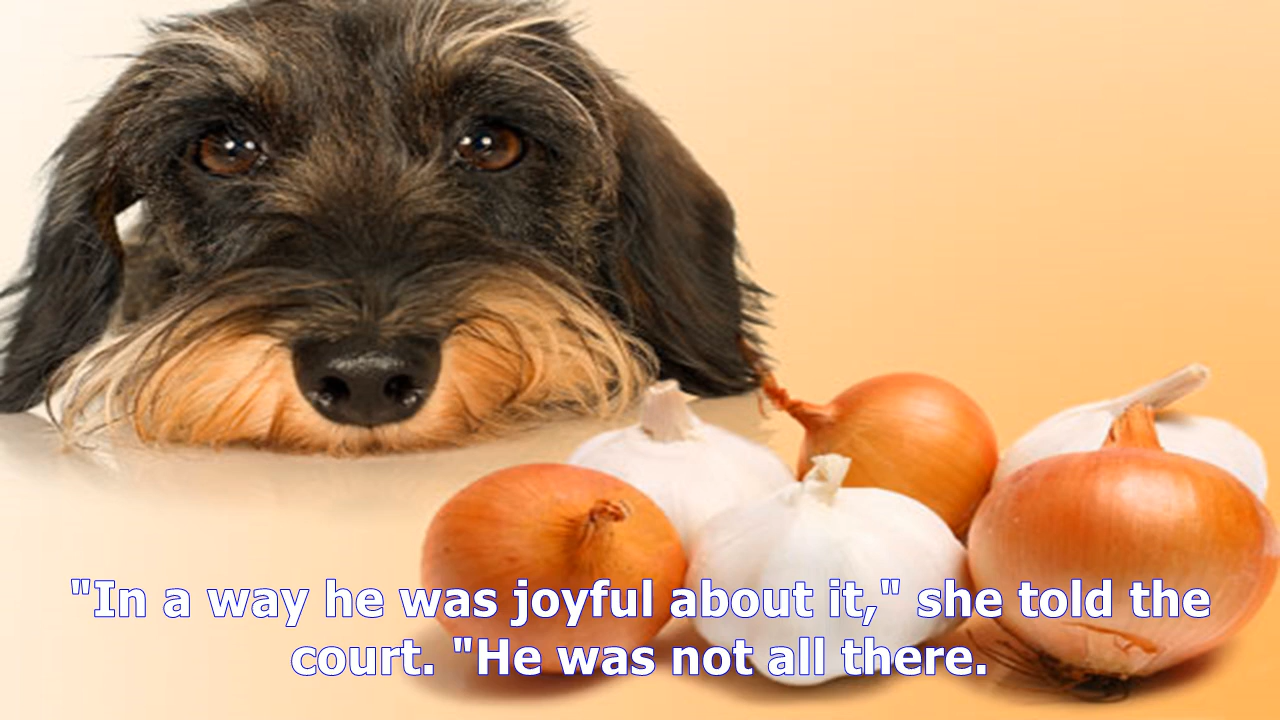 "In a way he was joyful about it," she told the
court. "He was not all there.